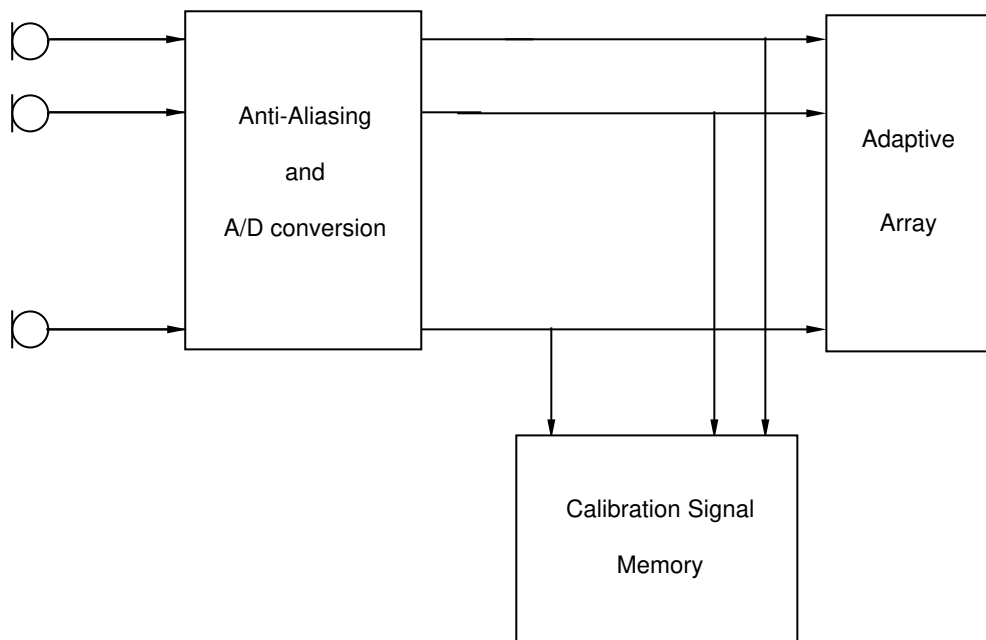 Anti-Aliasing
and
A/D conversion
Adaptive
Array
Calibration Signal
Memory